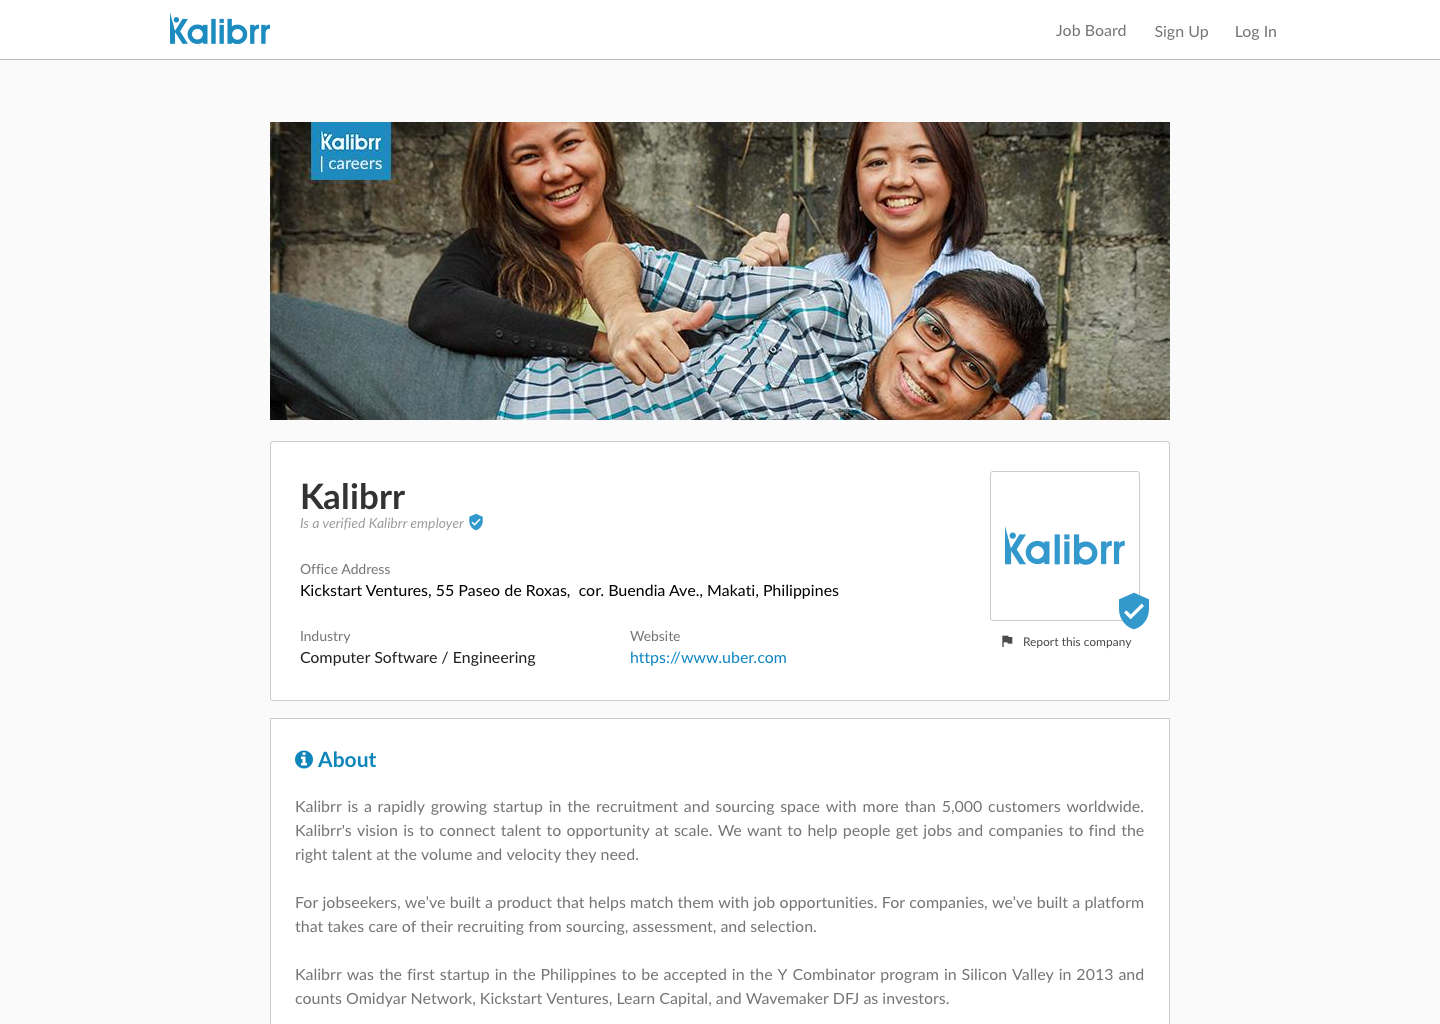 Kalibrr
Job Board Sign Up Log In
Kalibrr
| careers
Kalibrr
Is a verified Kalibrr employer
Kalibrr
Office Address
Kickstart Ventures, 55 Paseo de Roxas, cor. Buendia Ave., Makati, Philippines
Industry
Computer Software / Engineering
Website
https://www.uber.com
Report this company
About
Kalibrr is a rapidly growing startup in the recruitment and sourcing space with more than 5,000 customers worldwide.
Kalibrr's vision is to connect talent to opportunity at scale. We want to help people get jobs and companies to find the
right talent at the volume and velocity they need.
For jobseekers, we’ve built a product that helps match them with job opportunities. For companies, we’ve built a platform
that takes care of their recruiting from sourcing, assessment, and selection.
Kalibrr was the first startup in the Philippines to be accepted in the Y Combinator program in Silicon Valley in 2013 and
counts Omidyar Network, Kickstart Ventures, Learn Capital, and Wavemaker DFJ as investors.